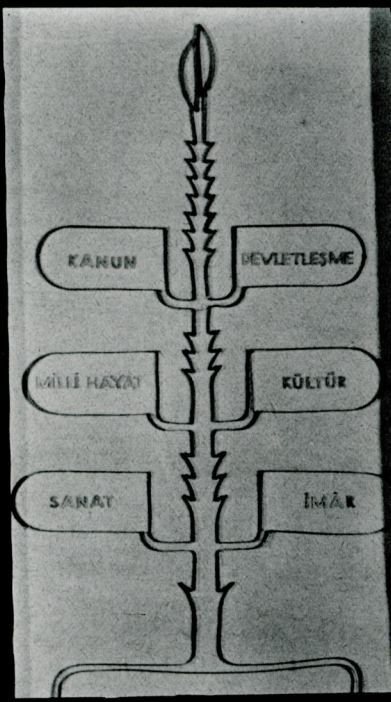 KANUN
DEVLETLEŞME
MİLLİ HAYAT
KÜLTÜR
SANAT
İMÂR